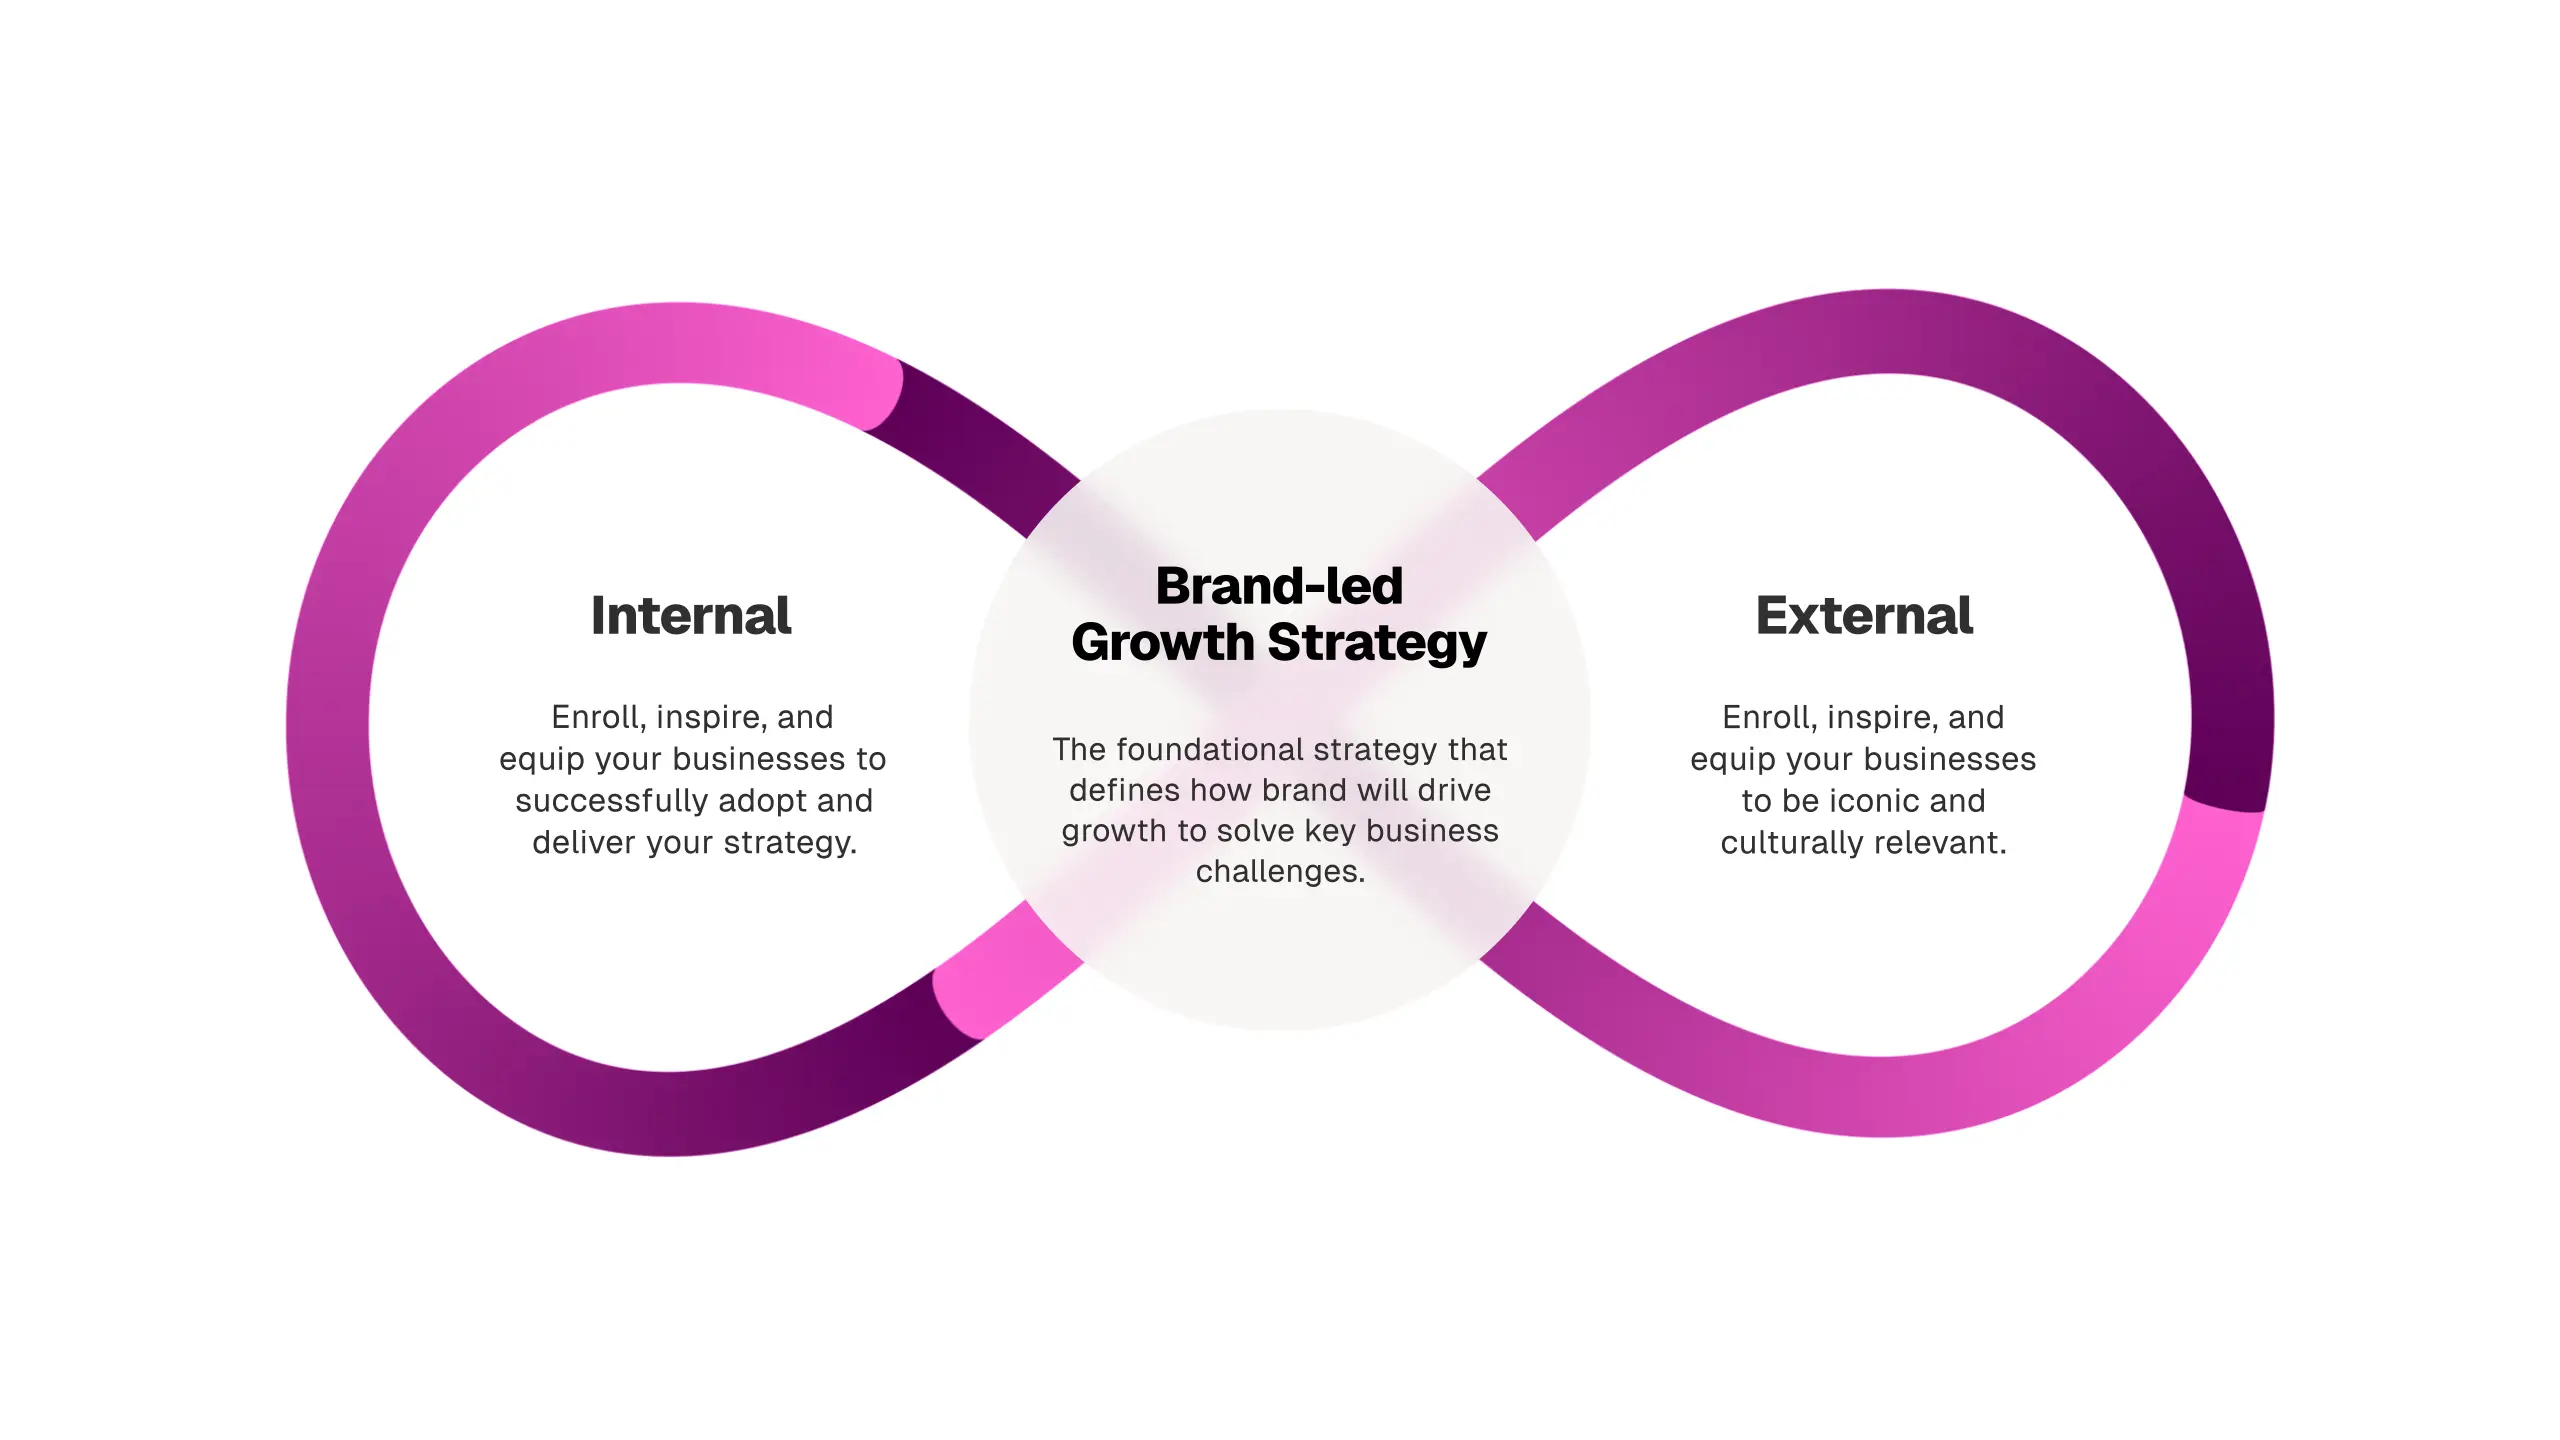 Internal
Enroll, inspire, and
equip your businesses to
successfully adopt and
deliver your strategy.
Brand-led
Growth Strategy
The foundational strategy that
defines how brand will drive
growth to solve key business
challenges.
External
Enroll, inspire, and
equip your businesses
to be iconic and
culturally relevant.